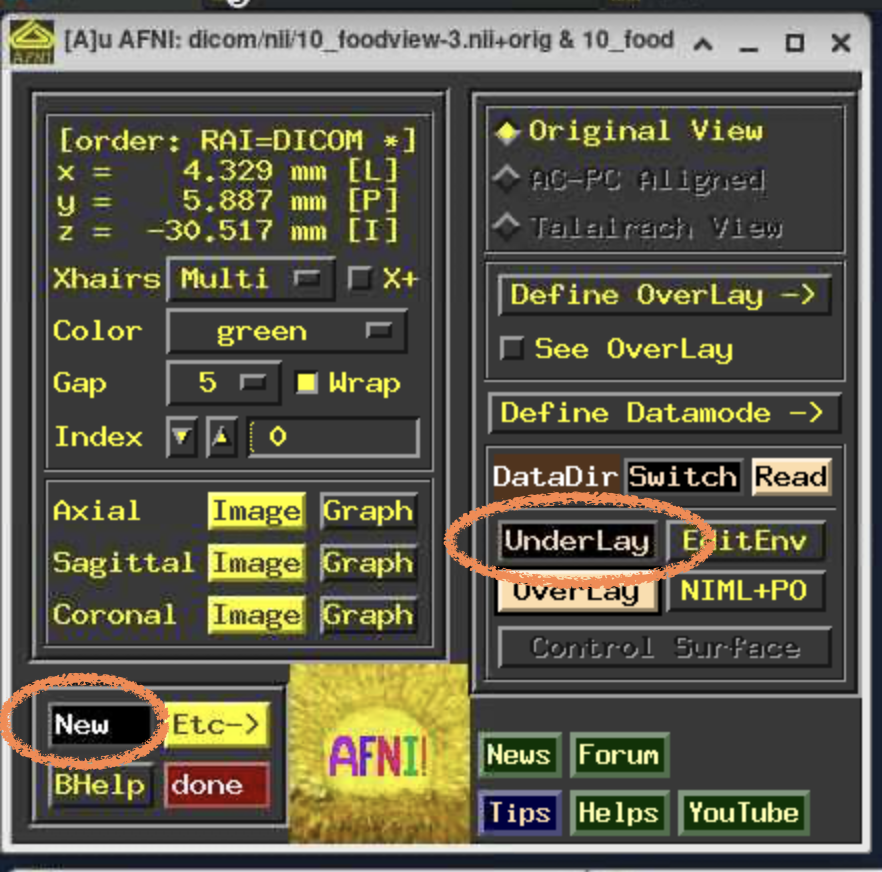 [A]u AFNI: dicom/nii/10_foodview-3.nii+orig & 10_food
AFNI
[order: RAI=DICOM *]
x = 4.329 mm [L]
y = 5.887 mm [P]
z = -30.517 mm [I]
Xhairs Multi X+
Color green
Gap 5 Wrap
Index 0
Axial Image Graph
Sagittal Image Graph
Coronal Image Graph
New Etc->
BHelp done
AFNI!
Original View
AC-PC Aligned
Talairach View
Define OverLay ->
See OverLay
Define Datamode ->
DataDir Switch Read
UnderLay EditEnv
OverLay NIML+PO
Control Surface
News Forum
Tips Helps YouTube